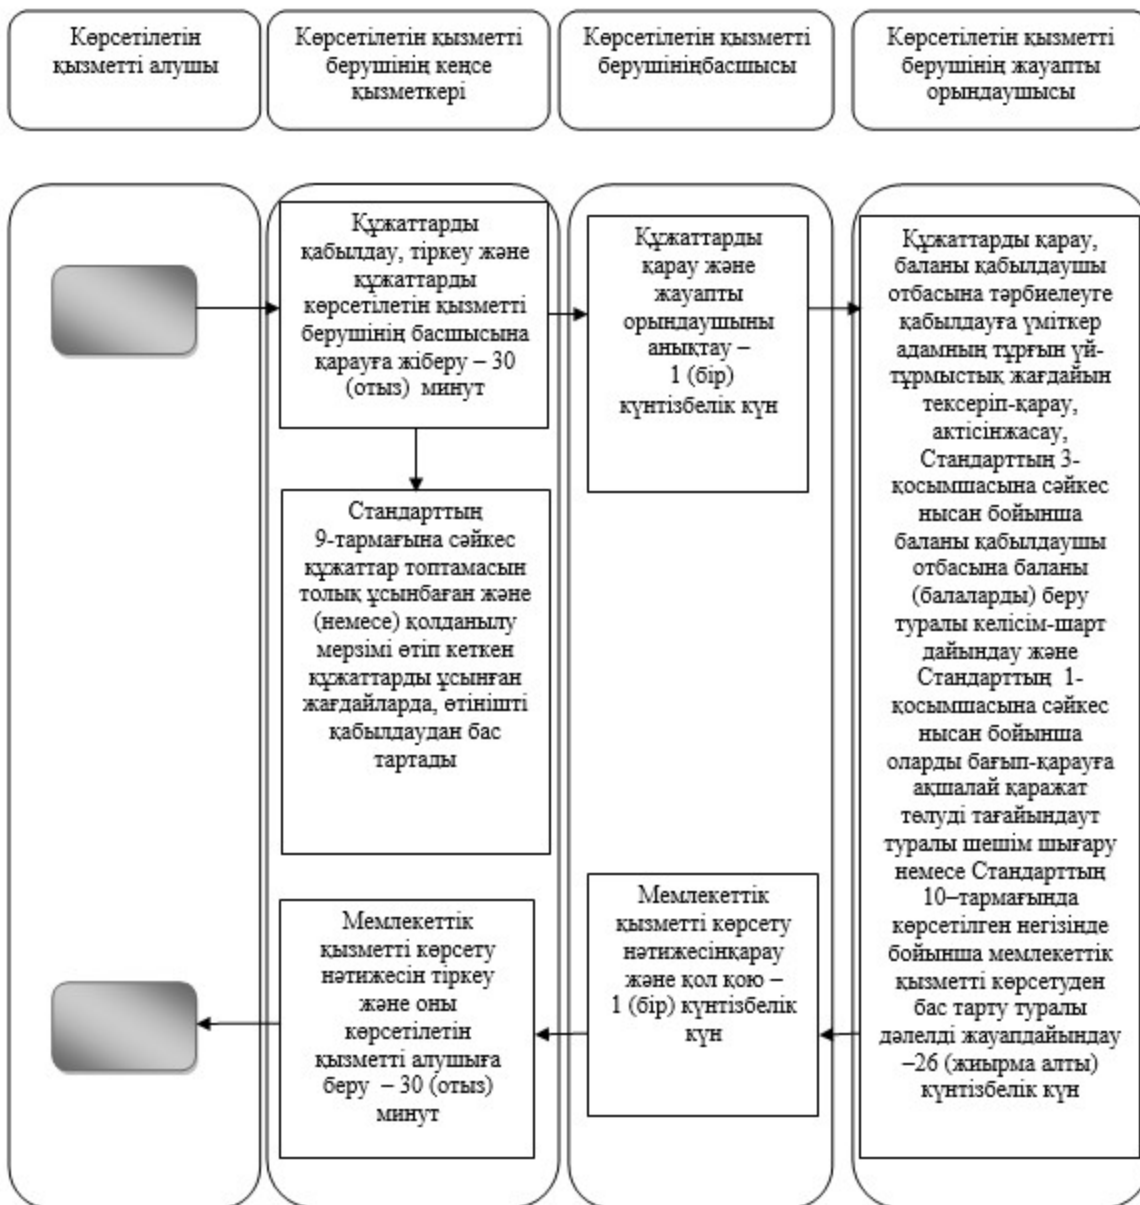 Көрсетілетін
қызметті алушы
Көрсетілетін қызметті
берушінің кеңсе
қызметкері
Көрсетілетін қызметті
берушініңбасшысы
Көрсетілетін қызметті
берушінің жауапты
орындаушысы
Құжаттарды
қабылдау, тіркеу және
құжаттарды
көрсетілетін қызметті
берушінің басшысына
қарауға жіберу – 30
(отыз) минут
Құжаттарды
қарау және
жауапты
орындаушыны
анықтау –
1 (бір)
күнтізбелік күн
Құжаттарды қарау,
баланы қабылдаушы
отбасына тәрбиелеуге
қабылдауға үміткер
адамның тұрғын үй-
тұрмыстық жағдайын
тексеріп-қарау,
актісінжасау,
Стандарттың 3-
қосымшасына сәйкес
нысан бойынша
баланы қабылдаушы
отбасына баланы
(балаларды) беру
туралы келісім-шарт
дайындау және
Стандарттың 1-
қосымшасына сәйкес
нысан бойынша
оларды бағып-қарауға
ақшалай қаражат
төлуді тағайындаут
туралы шешім шығару
немесе Стандарттың
10–тармағында
көрсетілген негізінде
бойынша мемлекеттік
қызметті көрсетуден
бас тарту туралы
дәлелді жауапдайындау
–26 (жиырма алты)
күнтізбелік күн
Стандарттың
9-тармағына сәйкес
құжаттар топтамасын
толық ұсынбаған және
(немесе) қолданылу
мерзімі өтіп кеткен
құжаттарды ұсынған
жағдайларда, өтінішті
қабылдаудан бас
тартады
Мемлекеттік
қызметті көрсету
нәтижесінқарау
және қол қою –
1 (бір) күнтізбелік
күн
Мемлекеттік
қызметті көрсету
нәтижесін тіркеу
және оны
көрсетілетін
қызметті алушыға
беру – 30 (отыз)
минут